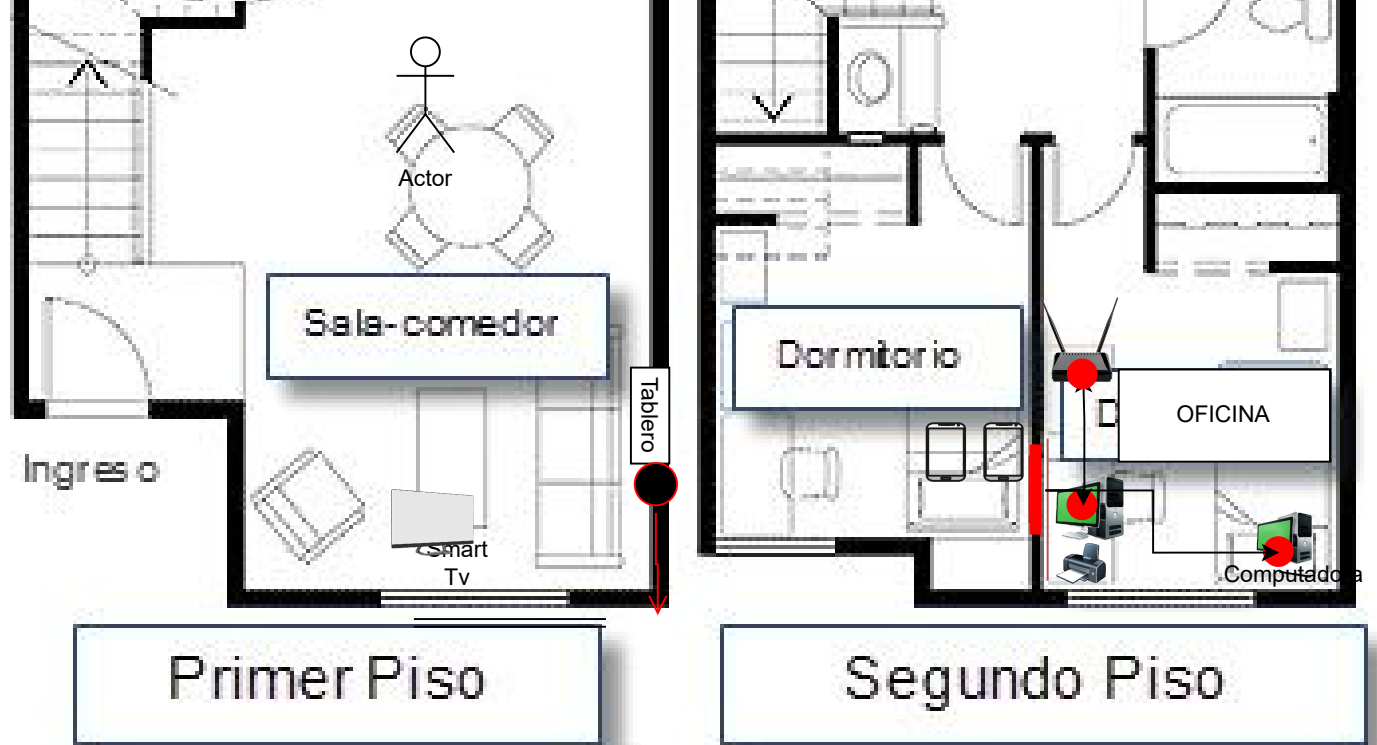 Actor
Sala-comedor
Tablero
Ingreso
Smart
Tv
Primer Piso
Dormitorio
OFICINA
Computadora
Segundo Piso